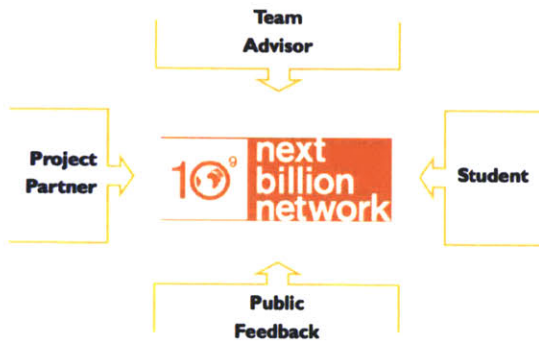 Team
Advisor
Project
Partner
10⁹
next
billion
network
Student
Public
Feedback